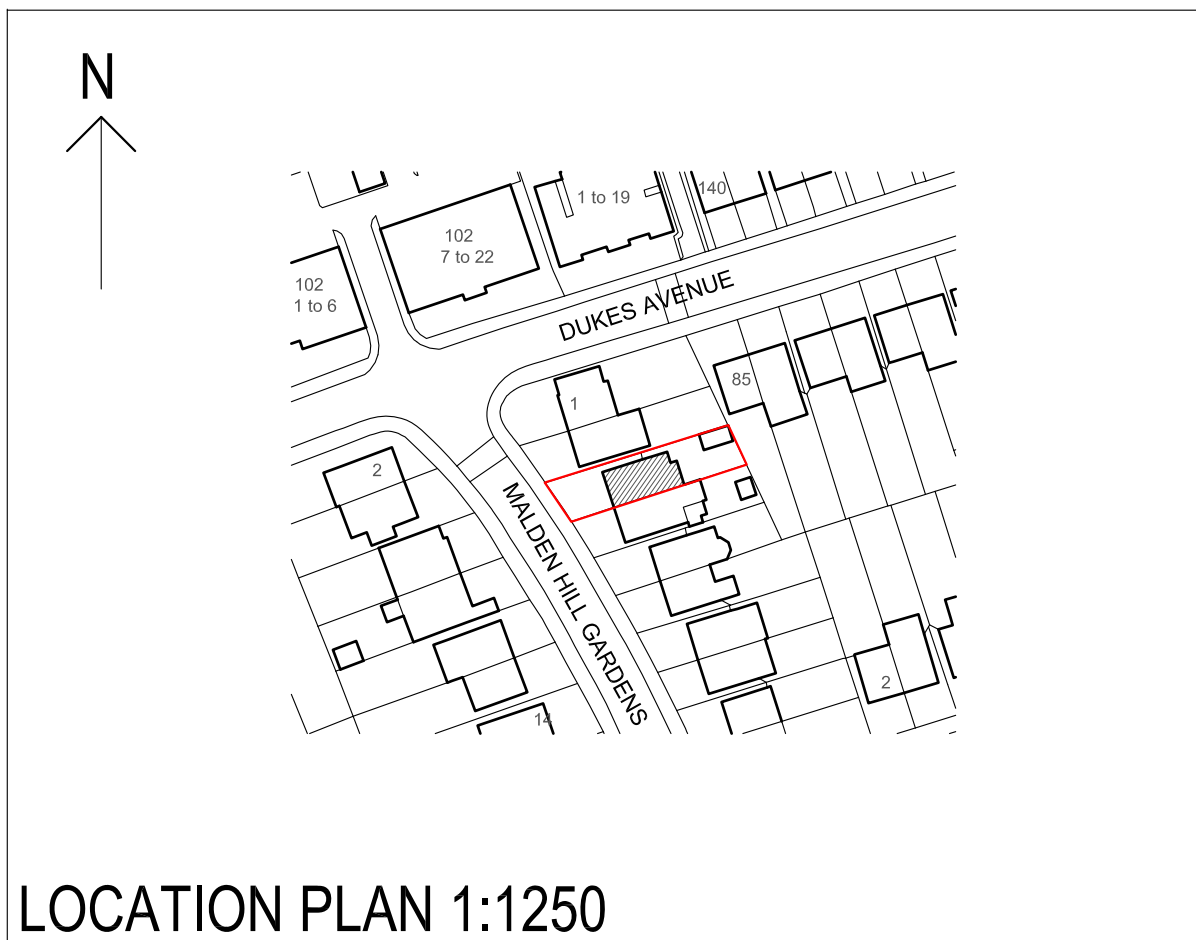 N
1 to 19
140
102
7 to 22
102
1 to 6
DUKES AVENUE
85
1
2
MALDEN HILL GARDENS
2
14
LOCATION PLAN 1:1250